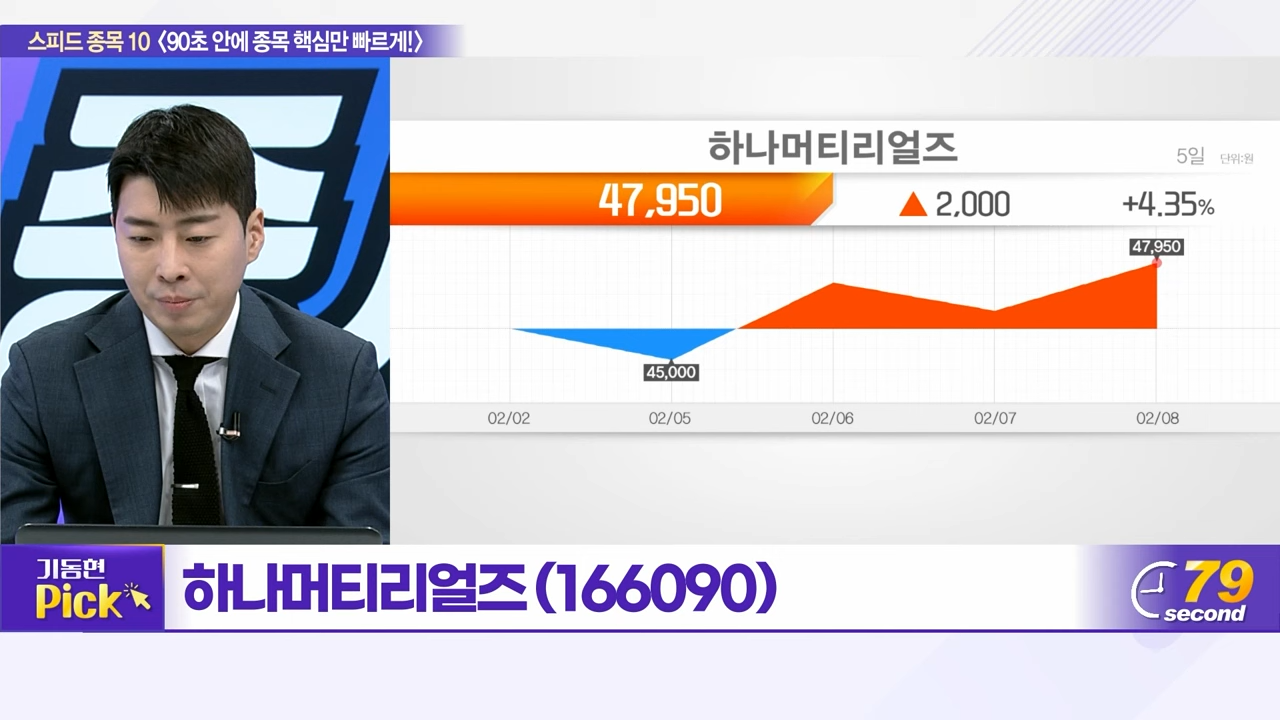 스피드 종목 10 〈90초 안에 종목 핵심만 빠르게!〉
하나머티리얼즈
5일 단위:원
47,950 ▲ 2,000 +4.35%
47,950
45,000
02/02 02/05 02/06 02/07 02/08
기동현
Pick
하나머티리얼즈(166090)
79
second